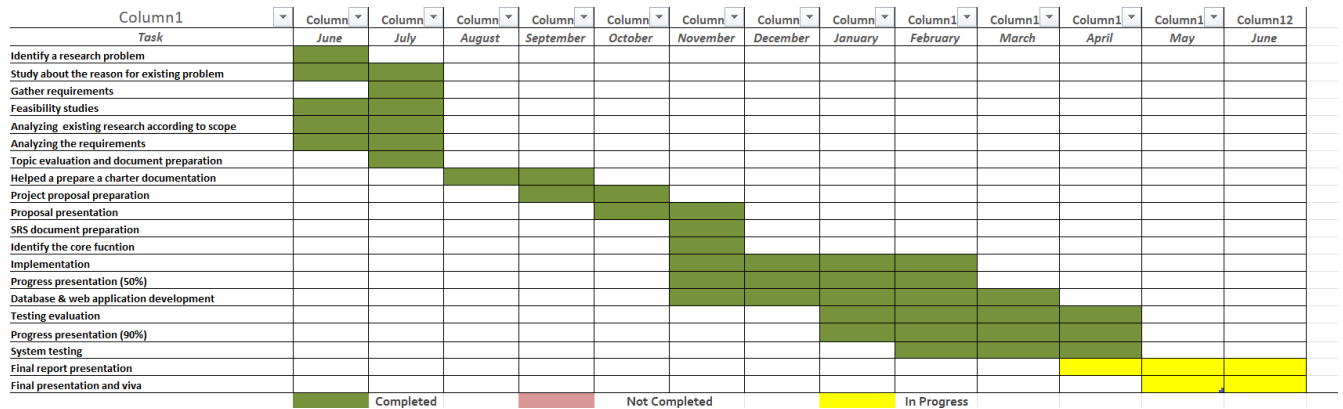 Column1 Column Column Column Column Column Column Column Column Column1 Column1 Column1 Column1 Column12
Task June July August September October November December January February March April May June
Identify a research problem
Study about the reason for existing problem
Gather requirements
Feasibility studies
Analyzing existing research according to scope
Analyzing the requirements
Topic evaluation and document preparation
Helped a prepare a charter documentation
Project proposal preparation
Proposal presentation
SRS document preparation
Identify the core fucntion
Implementation
Progress presentation (50%)
Database & web application development
Testing evaluation
Progress presentation (90%)
System testing
Final report presentation
Final presentation and viva
Completed Not Completed In Progress